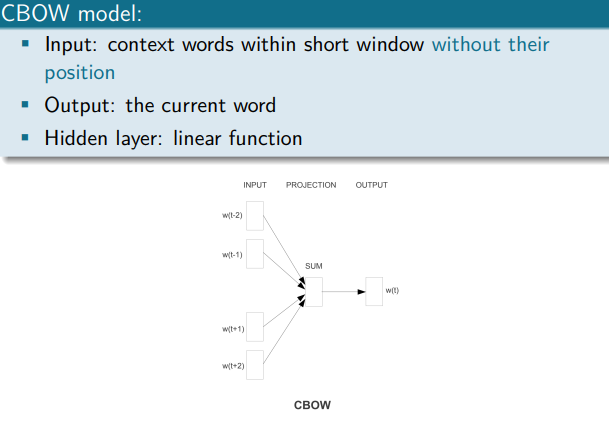 CBOW model:
▪ Input: context words within short window without their
position
▪ Output: the current word
▪ Hidden layer: linear function
INPUT PROJECTION OUTPUT
w(t-2)
w(t-1)
SUM
w(t)
w(t+1)
w(t+2)
CBOW